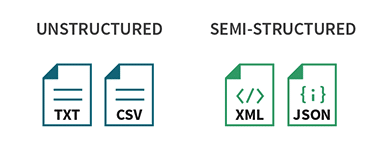 UNSTRUCTURED SEMI-STRUCTURED
TXT CSV </> XML {i} JSON